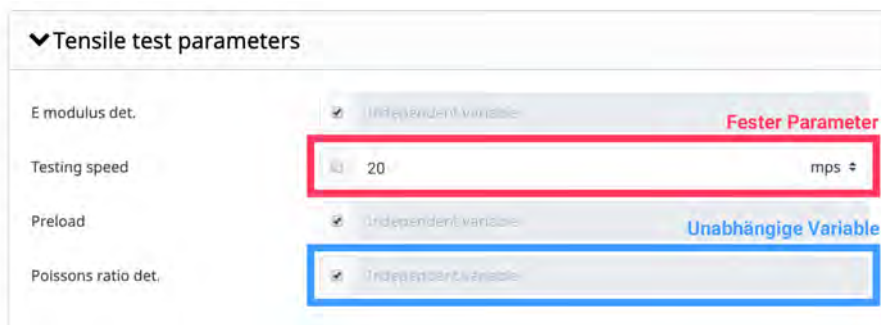 Tensile test parameters
E modulus det.
Independent variable
Fester Parameter
Testing speed
20
mps
Preload
Independent variable
Unabhängige Variable
Poissons ratio det.
Independent variable